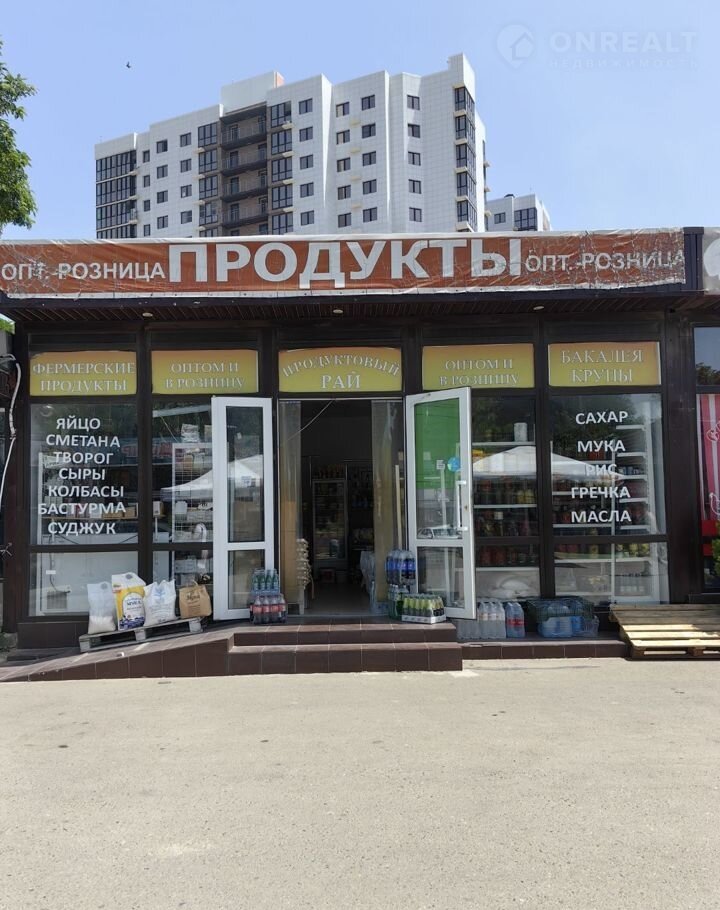 ONREALT
НЕДВИЖИМОСТЬ
ОПТ.-РОЗНИЦА ПРОДУКТЫ ОПТ.-РОЗНИЦА
ФЕРМЕРСКИЕ
ПРОДУКТЫ
ОПТОМ И
В РОЗНИЦУ
ПРОДУКТОВЫЙ
РАЙ
ОПТОМ И
В РОЗНИЦУ
БАКАЛЕЯ
КРУПЫ
ЯЙЦО
СМЕТАНА
ТВОРОГ
СЫРЫ
КОЛБАСЫ
БАСТУРМА
СУДЖУК
САХАР
МУКА
РИС
ГРЕЧКА
МАСЛА